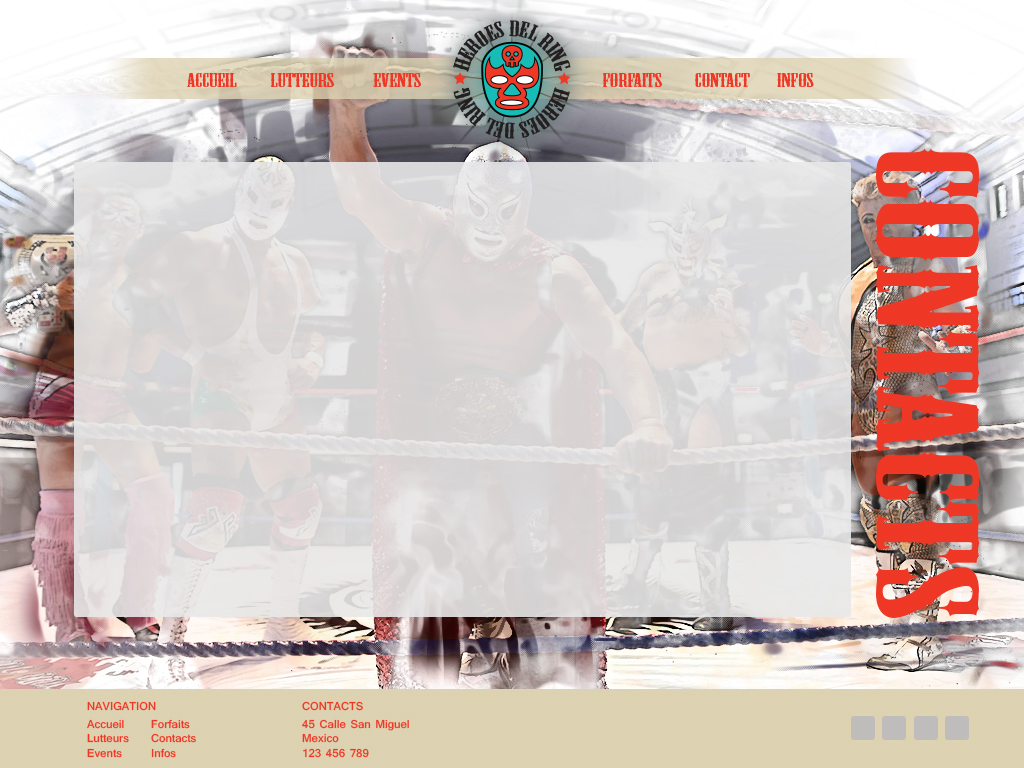 HEROES DEL RING
HEROES DEL RING
ACCUEIL LUTTEURS EVENTS FORFAITS CONTACT INFOS
CONTACTS
NAVIGATION
Accueil Forfaits
Lutteurs Contacts
Events Infos
CONTACTS
45 Calle San Miguel
Mexico
123 456 789